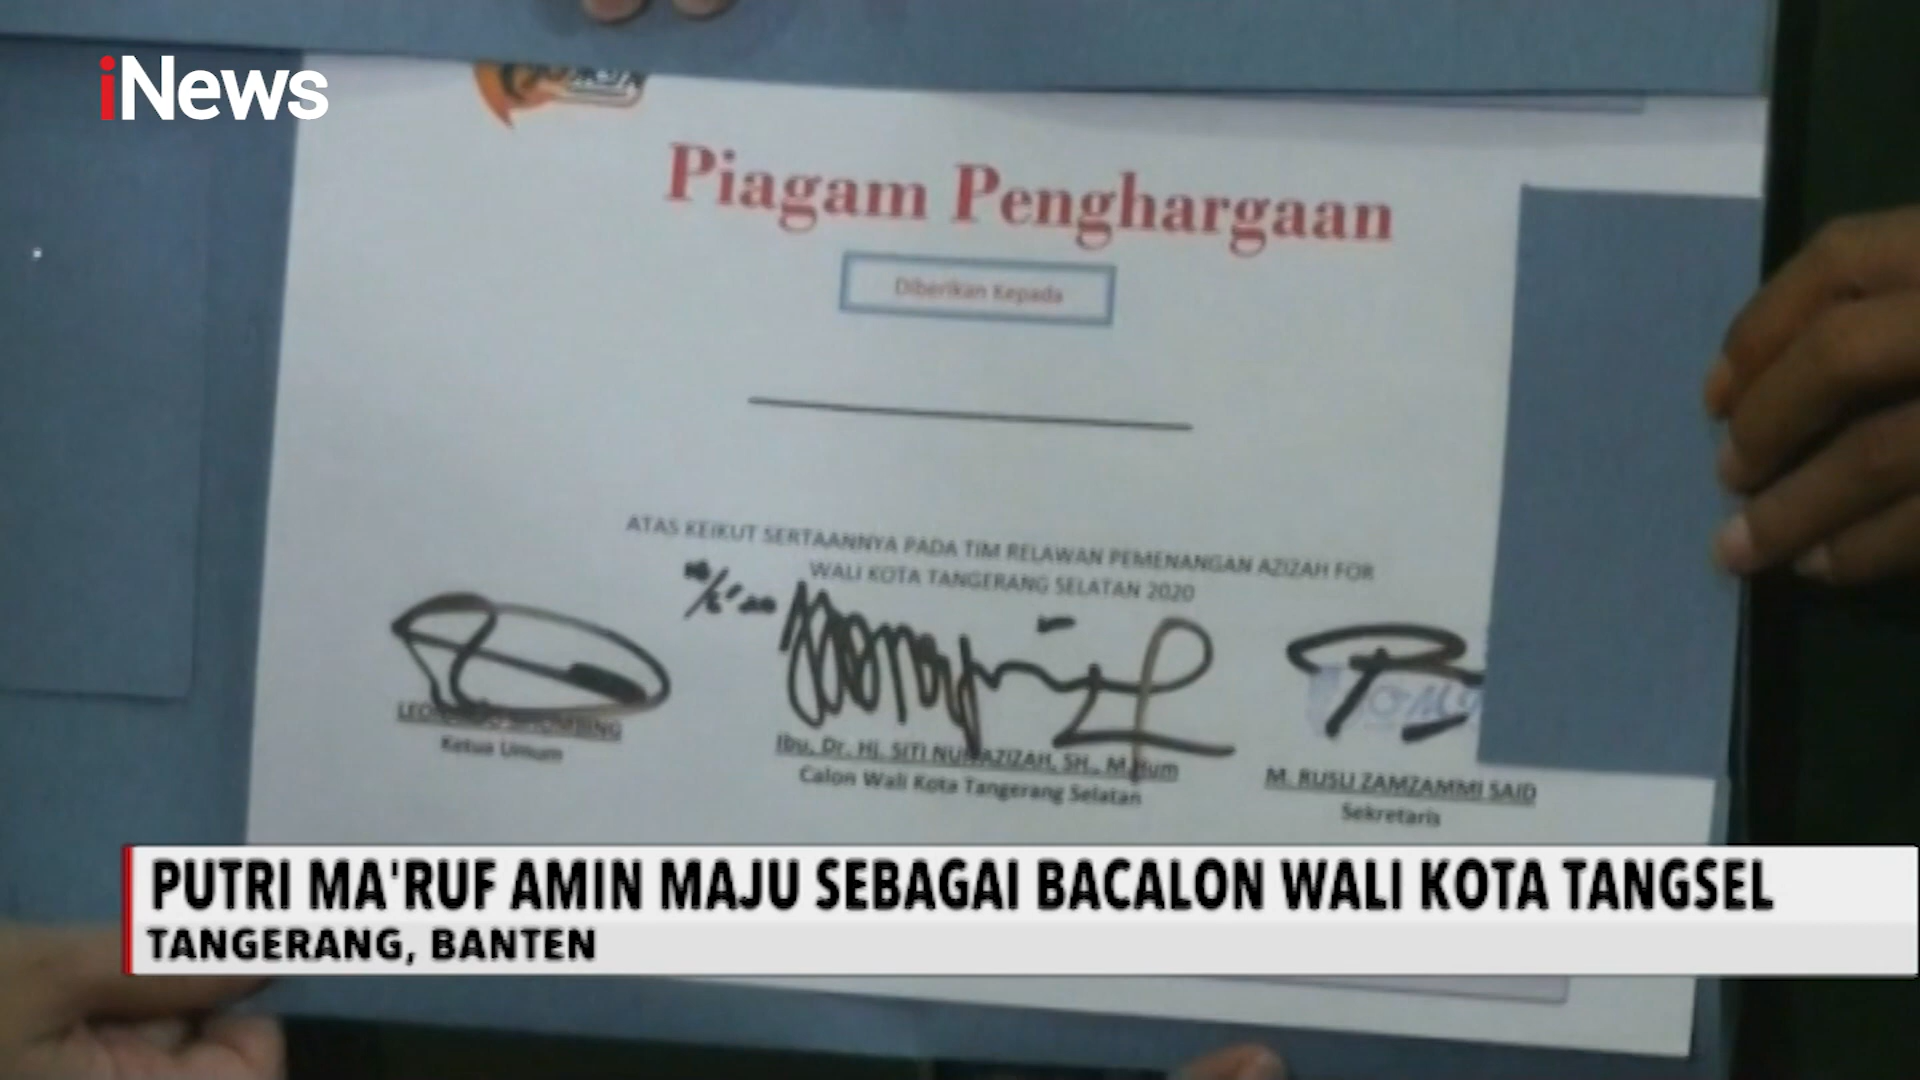 iNews
Piagam Penghargaan
Diberikan Kepada
ATAS KEIKUT SERTAANNYA PADA TIM RELAWAN PEMENANGAN AZIZAH FOR
WALI KOTA TANGERANG SELATAN 2020
Ketua Umum
Ibu, Dr. Hj. SITI NUR AZIZAH, SH., M.Hum
Calon Wali Kota Tangerang Selatan
M. RUSLI ZAMZAMMI SAID
Sekretaris
PUTRI MA'RUF AMIN MAJU SEBAGAI BACALON WALI KOTA TANGSEL
TANGERANG, BANTEN